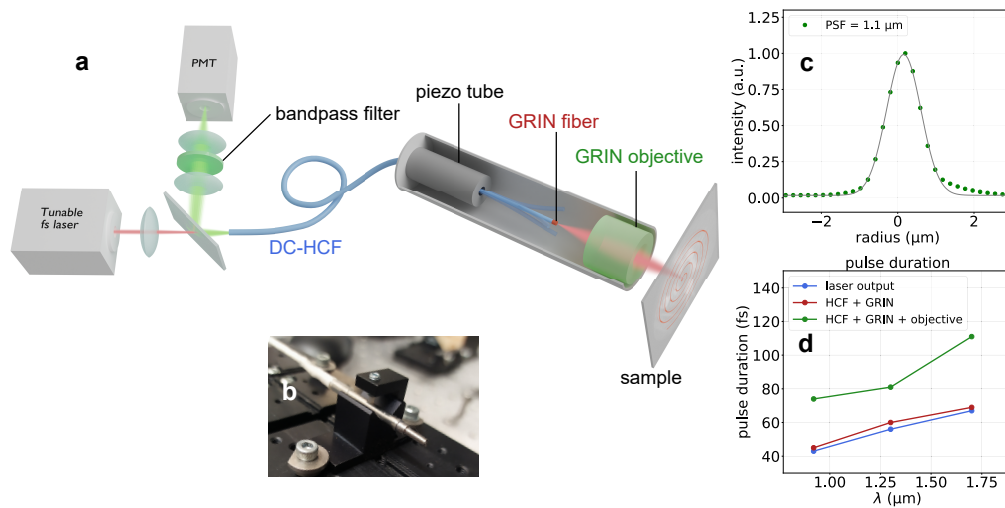 a
PMT
bandpass filter
piezo tube
GRIN fiber
GRIN objective
Tunable
fs laser
DC-HCF
sample
b
c
PSF = 1.1 μm
intensity (a.u.)
1.25
1.00
0.75
0.50
0.25
0.00
−2
0
2
radius (μm)
pulse duration
laser output
HCF + GRIN
HCF + GRIN + objective
d
pulse duration (fs)
140
120
100
80
60
40
1.00
1.25
1.50
1.75
λ (μm)